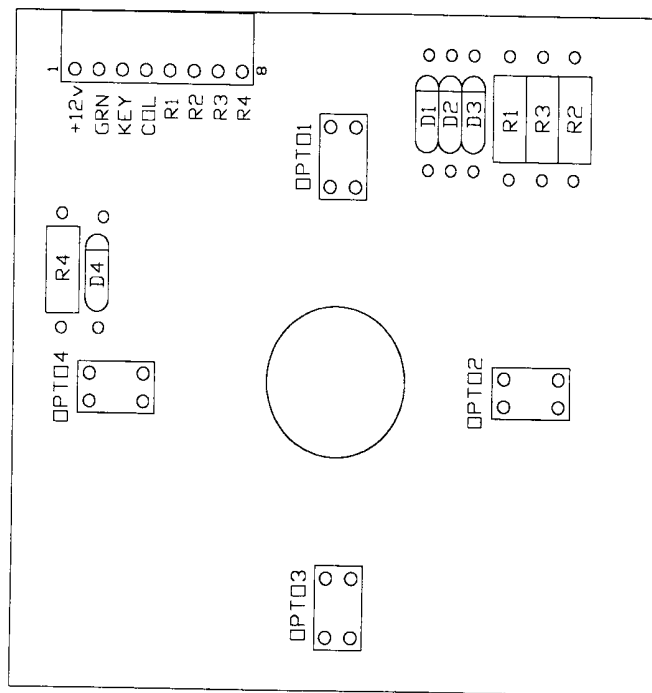 1
8
+12v
GRN
KEY
COL
R1
R2
R3
R4
OPTO1
D1
D2
D3
R1
R3
R2
R4
D4
OPTO4
OPTO2
OPTO3